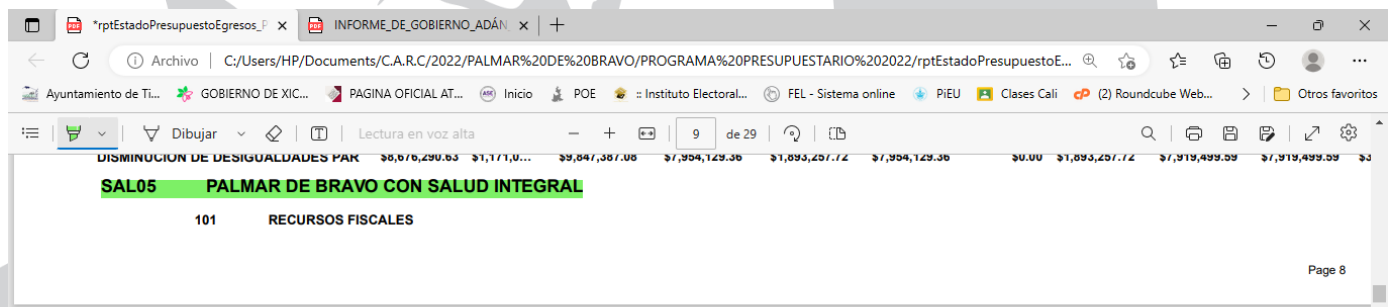 *rptEstadoPresupuestoEgresos_P
INFORME_DE_GOBIERNO_ADÁN_
Archivo | C:/Users/HP/Documents/C.A.R.C/2022/PALMAR%20DE%20BRAVO/PROGRAMA%20PRESUPUESTARIO%202022/rptEstadoPresupuestoE...
Ayuntamiento de Ti... GOBIERNO DE XIC... PAGINA OFICIAL AT... Inicio POE :: Instituto Electoral... FEL - Sistema online PiEU Clases Cali (2) Roundcube Web... Otros favoritos
Dibujar Lectura en voz alta 9 de 29
DISMINUCIÓN DE DESIGUALDADES PAR $8,676,290.63 $1,171,0... $9,847,387.08 $7,954,129.36 $1,893,257.72 $7,954,129.36 $0.00 $1,893,257.72 $7,919,499.59 $7,919,499.59 $3
SAL05 PALMAR DE BRAVO CON SALUD INTEGRAL
101 RECURSOS FISCALES
Page 8